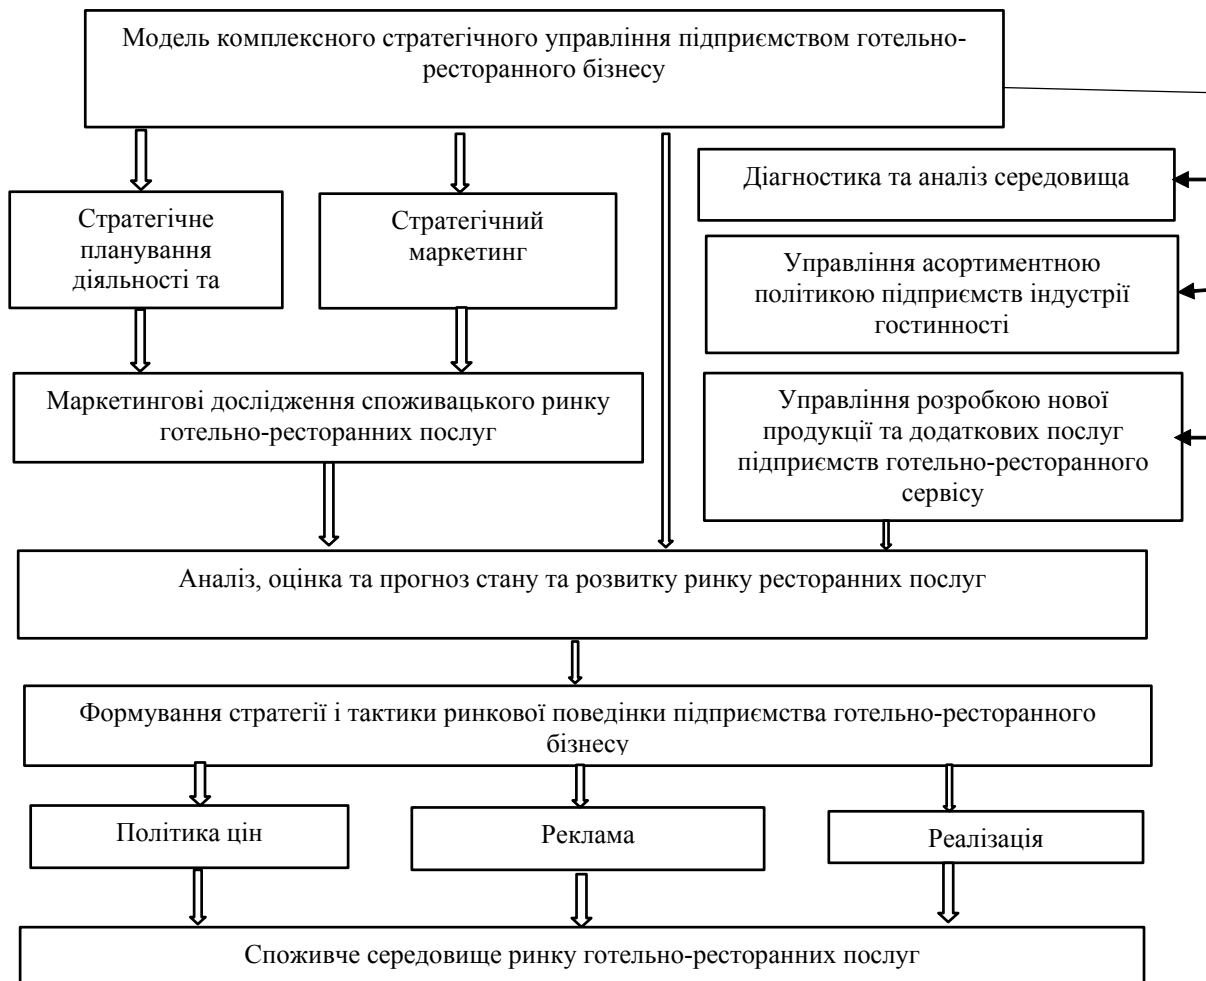 Модель комплексного стратегічного управління підприємством готельно-
ресторанного бізнесу
Діагностика та аналіз середовища
Стратегічне
планування
діяльності та
Стратегічний
маркетинг
Управління асортиментною
політикою підприємств індустрії
гостинності
Маркетингові дослідження споживацького ринку
готельно-ресторанних послуг
Управління розробкою нової
продукції та додаткових послуг
підприємств готельно-ресторанного
сервісу
Аналіз, оцінка та прогноз стану та розвитку ринку ресторанних послуг
Формування стратегії і тактики ринкової поведінки підприємства готельно-ресторанного
бізнесу
Політика цін
Реклама
Реалізація
Споживче середовище ринку готельно-ресторанних послуг